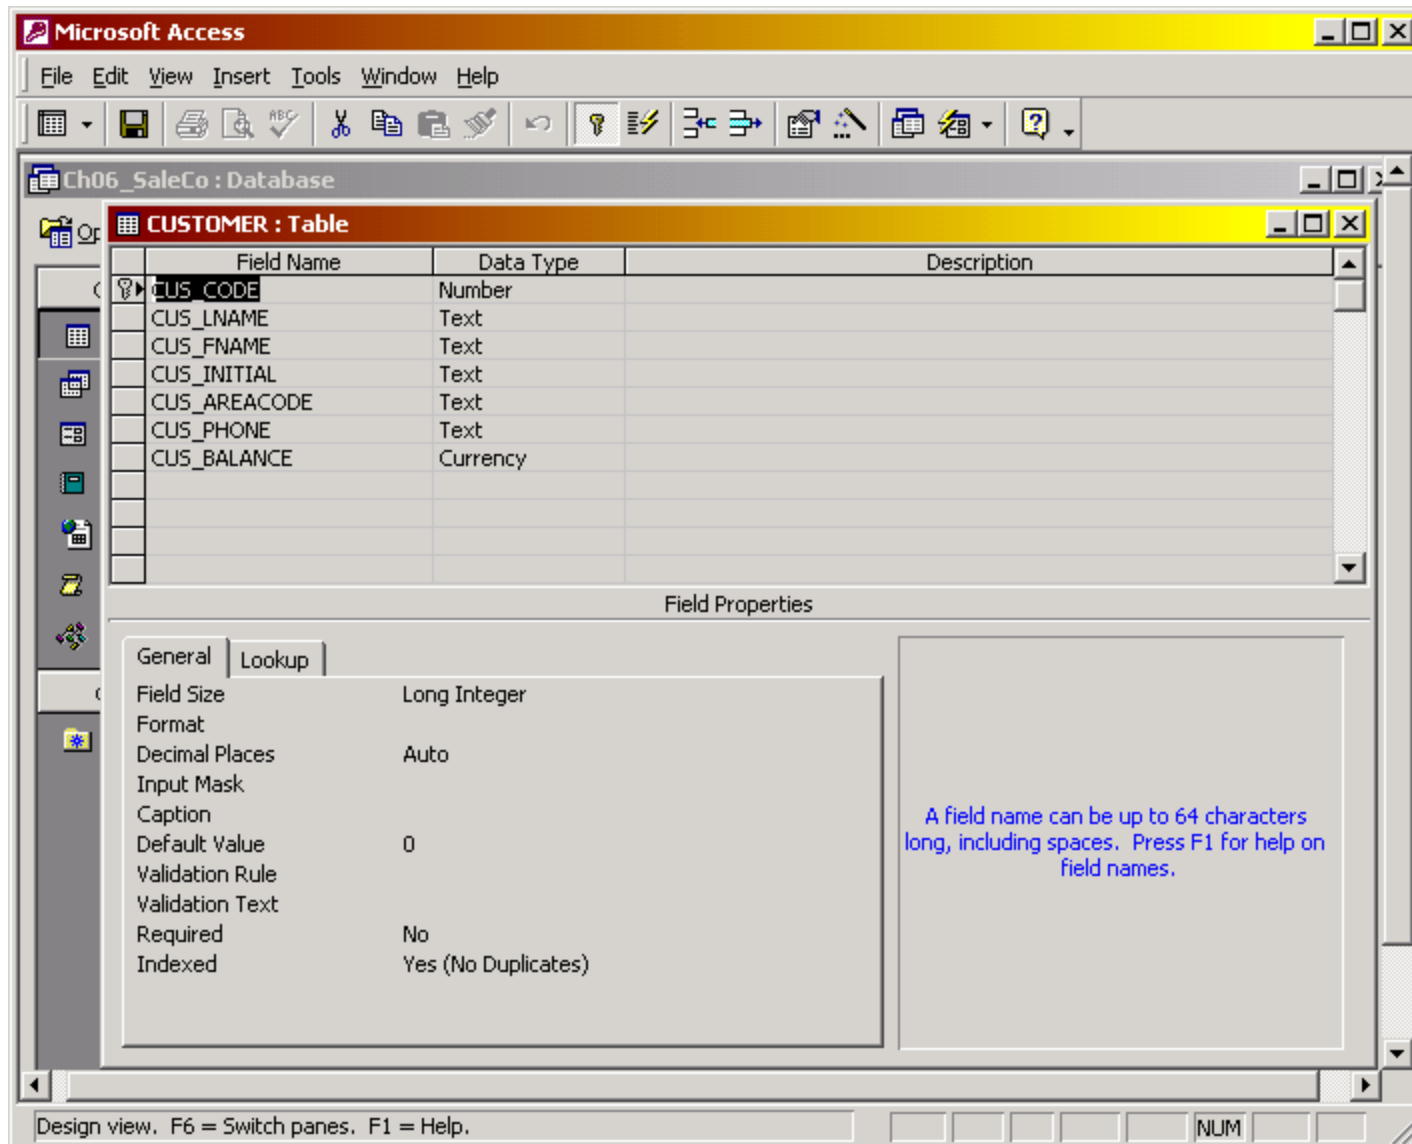 Microsoft Access
File Edit View Insert Tools Window Help
ABC
Ch06_SaleCo : Database
Op
CUSTOMER : Table
Field Name Data Type Description
CUS_CODE Number
CUS_LNAME Text
CUS_FNAME Text
CUS_INITIAL Text
CUS_AREACODE Text
CUS_PHONE Text
CUS_BALANCE Currency
Field Properties
General Lookup
Field Size Long Integer
Format
Decimal Places Auto
Input Mask
Caption
Default Value 0
Validation Rule
Validation Text
Required No
Indexed Yes (No Duplicates)
A field name can be up to 64 characters
long, including spaces. Press F1 for help on
field names.
Design view. F6 = Switch panes. F1 = Help.
NUM